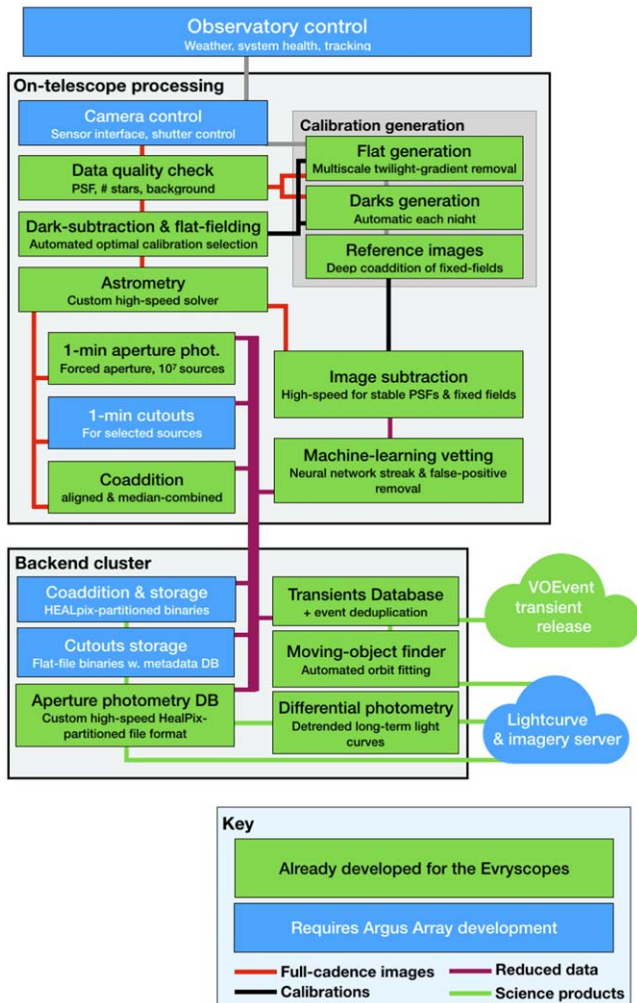 Observatory control
Weather, system health, tracking
On-telescope processing
Camera control
Sensor interface, shutter control
Data quality check
PSF, # stars, background
Dark-subtraction & flat-fielding
Automated optimal calibration selection
Astrometry
Custom high-speed solver
1-min aperture phot.
Forced aperture, 10⁷ sources
1-min cutouts
For selected sources
Coaddition
aligned & median-combined
Calibration generation
Flat generation
Multiscale twilight-gradient removal
Darks generation
Automatic each night
Reference images
Deep coaddition of fixed-fields
Image subtraction
High-speed for stable PSFs & fixed fields
Machine-learning vetting
Neural network streak & false-positive
removal
Backend cluster
Coaddition & storage
HEALpix-partitioned binaries
Cutouts storage
Flat-file binaries w. metadata DB
Aperture photometry DB
Custom high-speed HealPix-
partitioned file format
Transients Database
+ event deduplication
Moving-object finder
Automated orbit fitting
Differential photometry
Detrended long-term light
curves
VOEvent
transient
release
Lightcurve
& imagery server
Key
Already developed for the Evryscopes
Requires Argus Array development
Full-cadence images
Reduced data
Calibrations
Science products